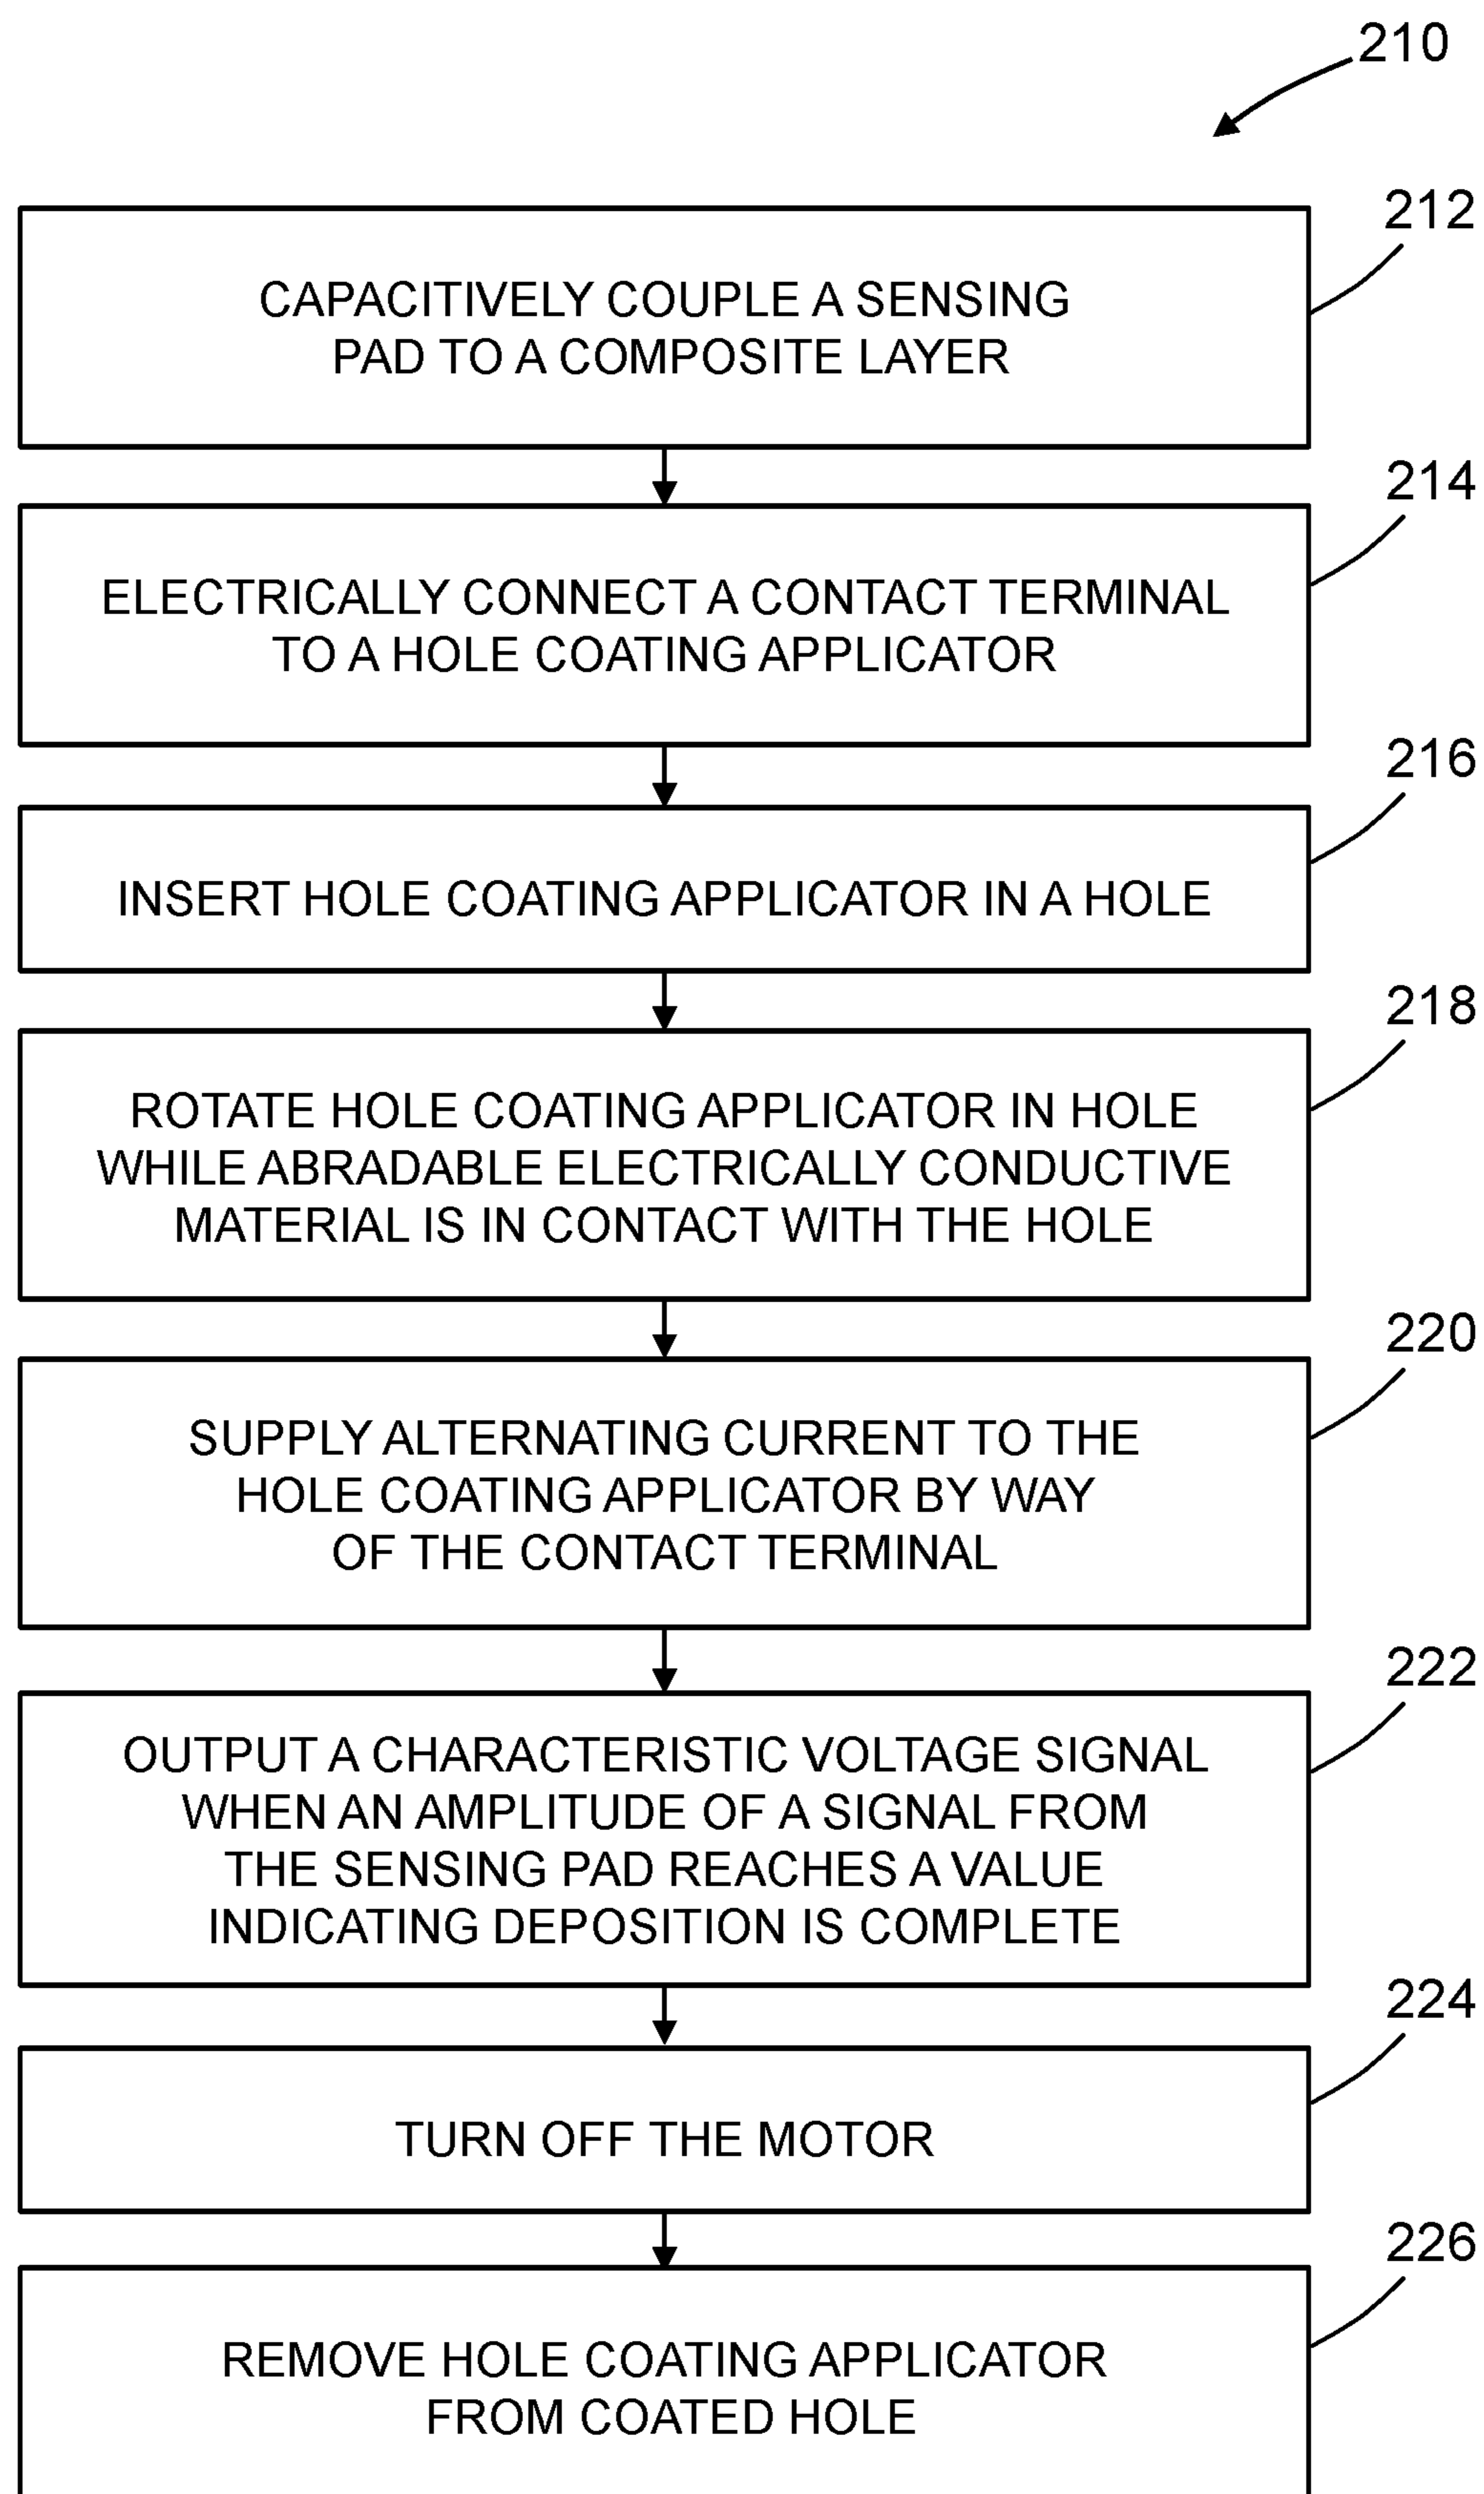 210
212
CAPACITIVELY COUPLE A SENSING
PAD TO A COMPOSITE LAYER
214
ELECTRICALLY CONNECT A CONTACT TERMINAL
TO A HOLE COATING APPLICATOR
216
INSERT HOLE COATING APPLICATOR IN A HOLE
218
ROTATE HOLE COATING APPLICATOR IN HOLE
WHILE ABRADABLE ELECTRICALLY CONDUCTIVE
MATERIAL IS IN CONTACT WITH THE HOLE
220
SUPPLY ALTERNATING CURRENT TO THE
HOLE COATING APPLICATOR BY WAY
OF THE CONTACT TERMINAL
222
OUTPUT A CHARACTERISTIC VOLTAGE SIGNAL
WHEN AN AMPLITUDE OF A SIGNAL FROM
THE SENSING PAD REACHES A VALUE
INDICATING DEPOSITION IS COMPLETE
224
TURN OFF THE MOTOR
226
REMOVE HOLE COATING APPLICATOR
FROM COATED HOLE